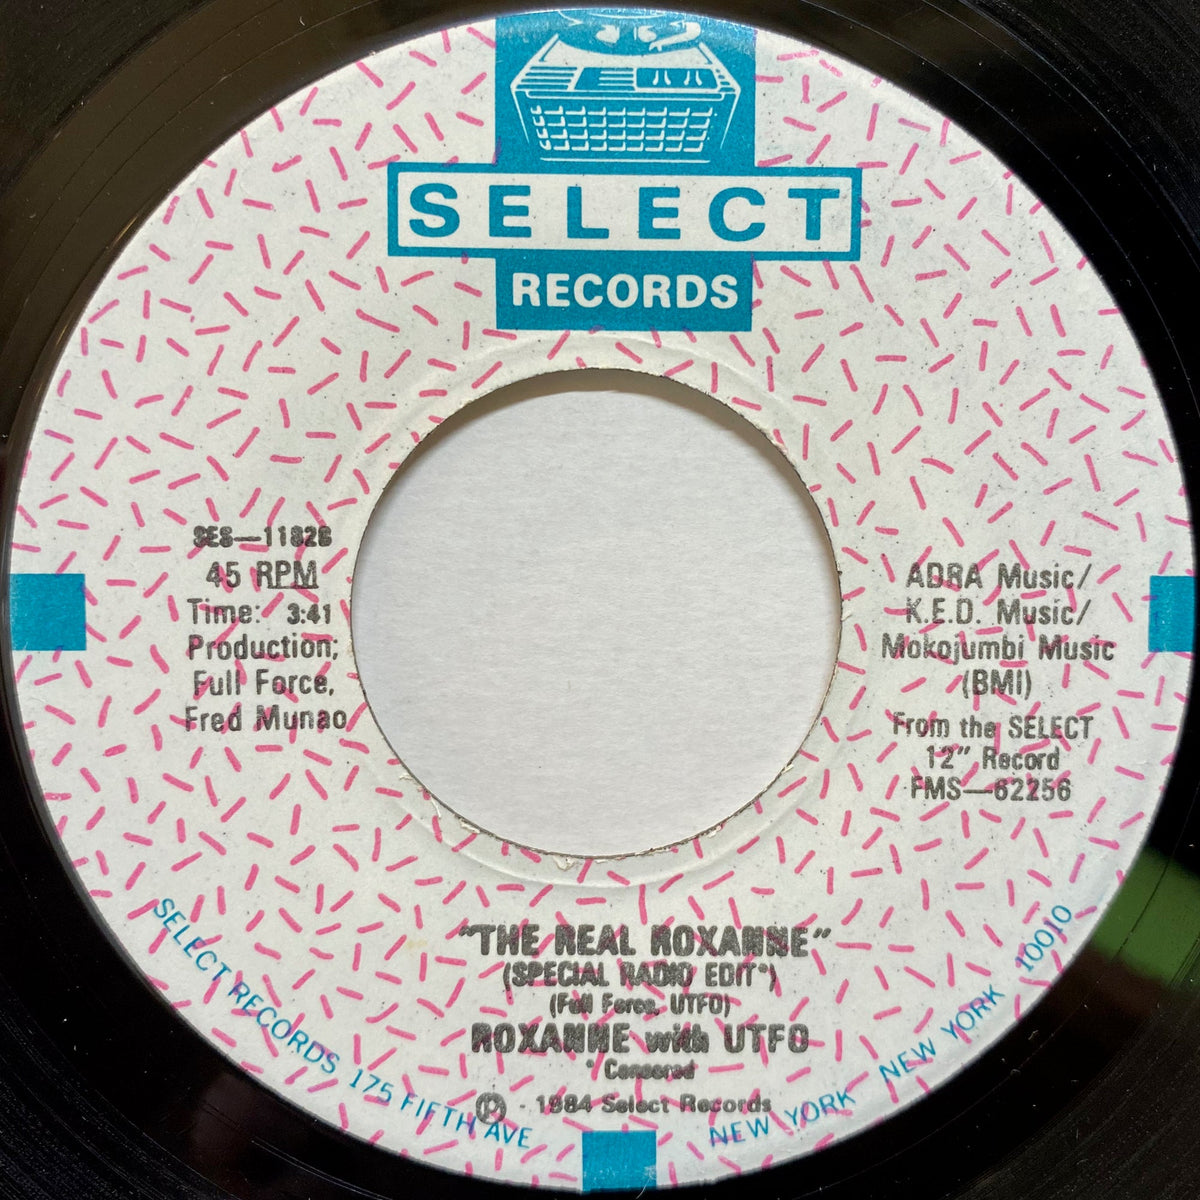 SELECT
RECORDS
45 RPM
Time: 3:41
Production;
Full Force,
Fred Munao
ADRA Music/
K.E.D. Music/
Mokojumbi Music
(BMI)
From the SELECT
12" Record
FMS—62256
"THE REAL ROXANNE"
(SPECIAL RADIO EDIT*)
(Full Force, UTFO)
ROXANNE with UTFO
* Censored
Ⓟ - 1984 Select Records
SELECT RECORDS 175 FIFTH AVE NEW YORK NEW YORK 10010